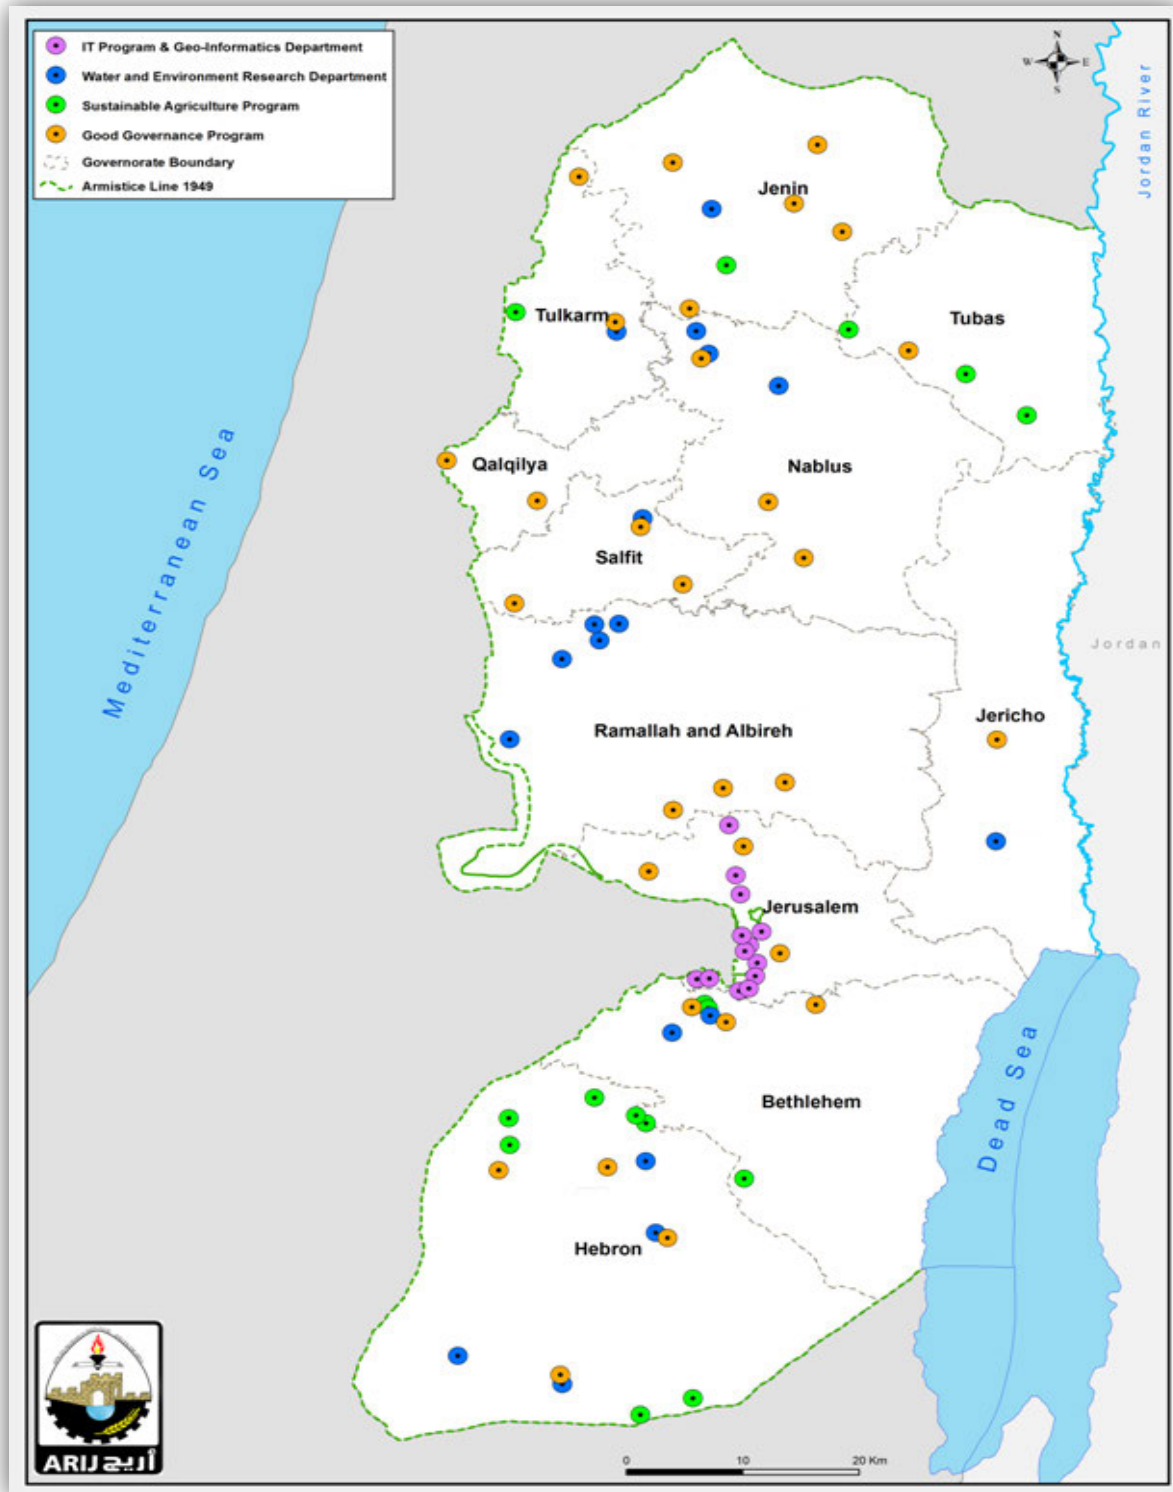 IT Program & Geo-Informatics Department
Water and Environment Research Department
Sustainable Agriculture Program
Good Governance Program
Governorate Boundary
Armistice Line 1949
N
W E
S
Jordan River
Jenin
Tulkarm
Tubas
Qalqilya
Nablus
Mediterranean Sea
Salfit
Jordan
Jericho
Ramallah and Albireh
Jerusalem
Dead Sea
Bethlehem
Hebron
ARIJ أريج
0 10 20 Km